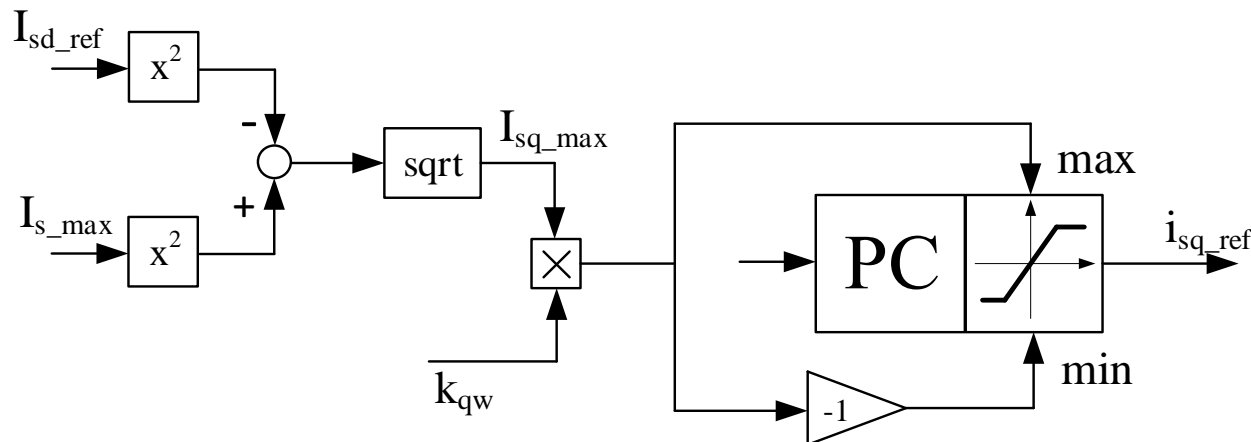 I_sd_ref
x²
-
I_sq_max
sqrt
max
+
I_s_max
x²
PC
i_sq_ref
k_qw
min
-1